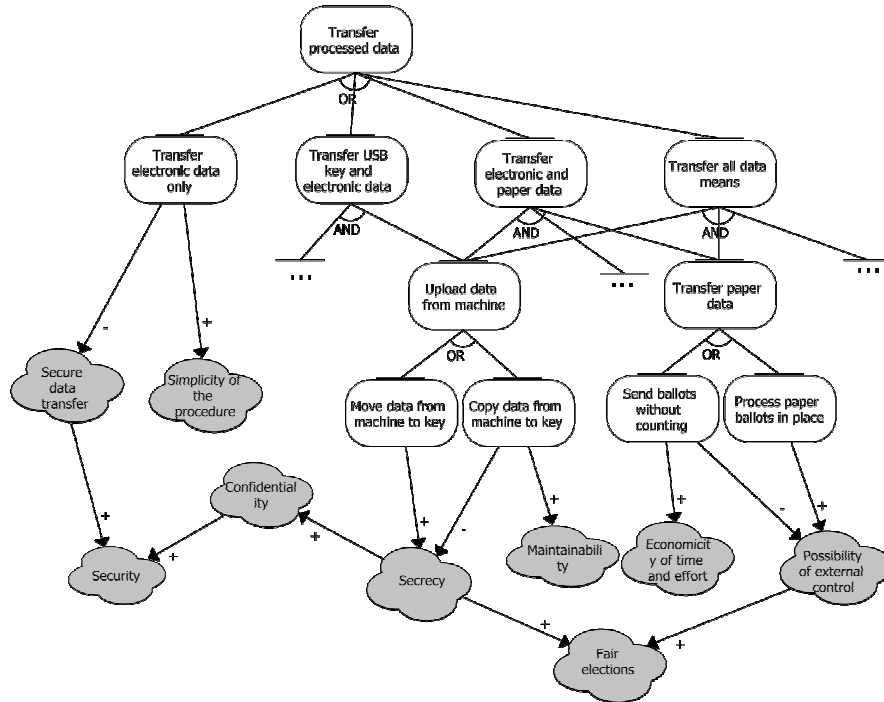 Transfer
processed data
OR
Transfer
electronic data
only
Transfer USB
key and
electronic data
Transfer
electronic and
paper data
Transfer all data
means
AND
AND
AND
...
...
...
Upload data
from machine
Transfer paper
data
-
+
OR
OR
Secure
data
transfer
Simplicity of
the
procedure
Move data from
machine to key
Copy data from
machine to key
Send ballots
without
counting
Process paper
ballots in place
Confidential
ity
+
+
-
+
+
-
+
+
+
Security
Secrecy
Maintainabili
ty
Economicit
y of time
and effort
Possibility
of external
control
+
+
Fair
elections